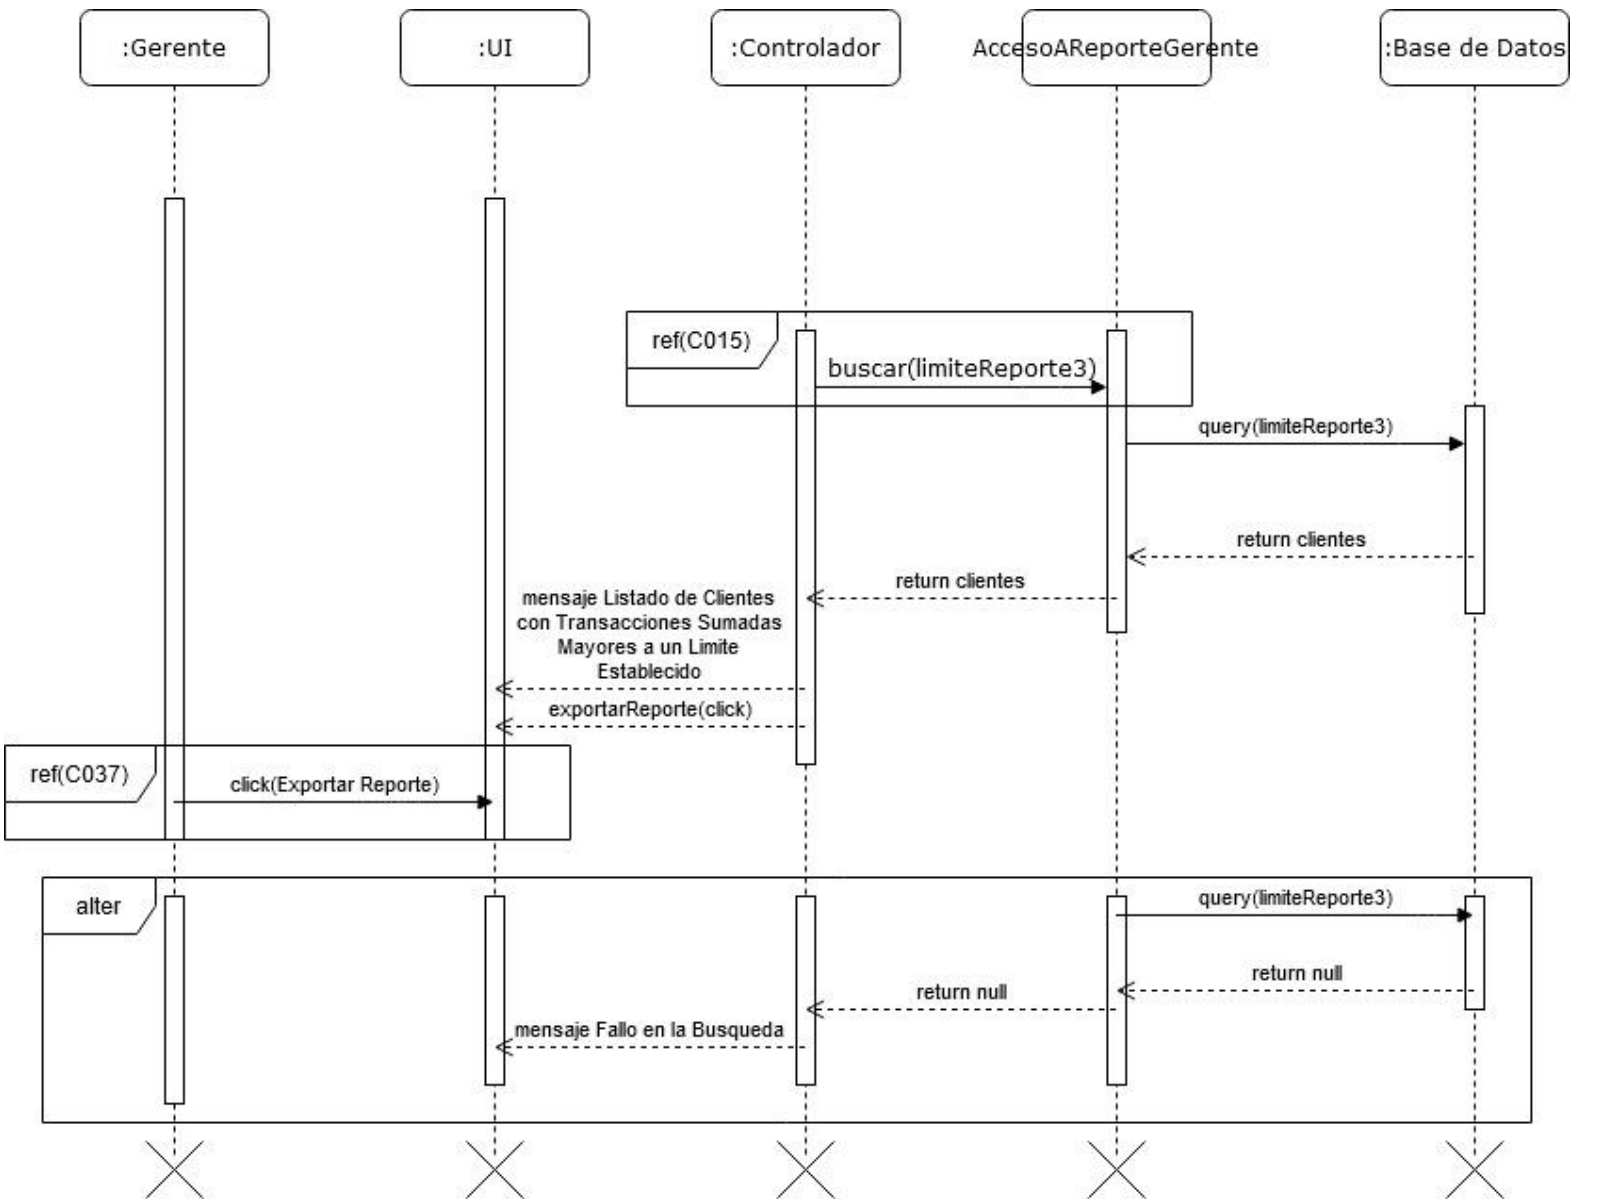 :Gerente
:UI
:Controlador
AccesoAReporteGerente
:Base de Datos
ref(C015)
buscar(limiteReporte3)
query(limiteReporte3)
return clientes
return clientes
mensaje Listado de Clientes
con Transacciones Sumadas
Mayores a un Limite
Establecido
exportarReporte(click)
ref(C037)
click(Exportar Reporte)
alter
query(limiteReporte3)
return null
return null
mensaje Fallo en la Busqueda